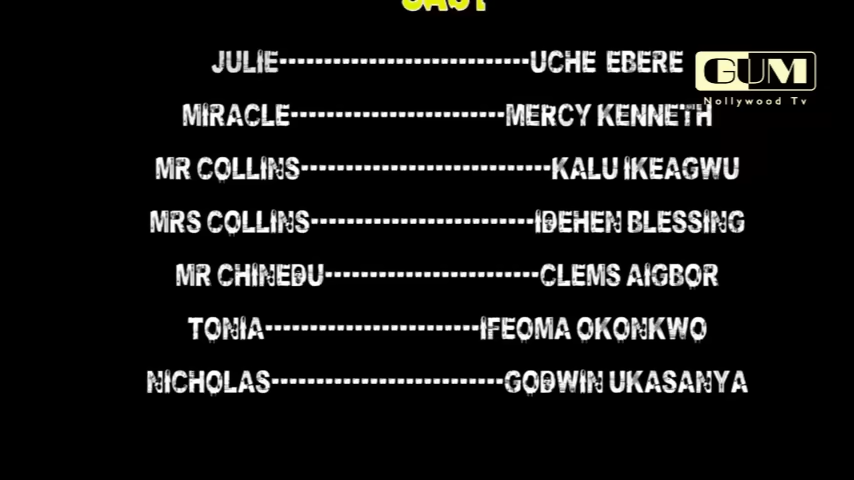 CAST
JULIE----------------------------UCHE EBERE
MIRACLE------------------------MERCY KENNETH
MR COLLINS----------------------------KALU IKEAGWU
MRS COLLINS-------------------------IDEHEN BLESSING
MR CHINEDU------------------------CLEMS AIGBOR
TONIA------------------------IFEOMA OKONKWO
NICHOLAS--------------------------GODWIN UKASANYA
GUM
Nollywood Tv